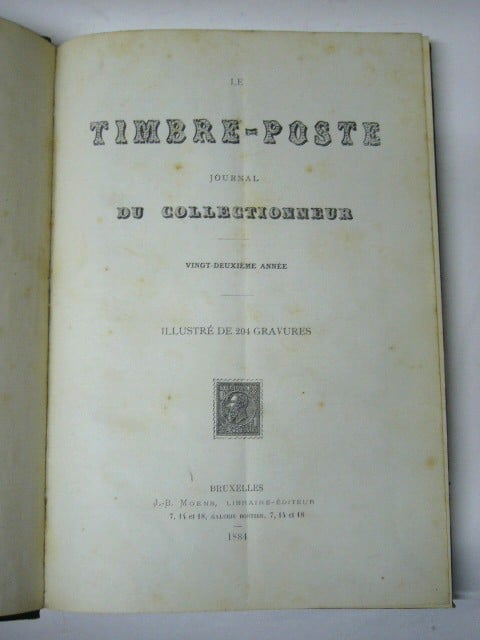 LE
TIMBRE-POSTE
JOURNAL
DU COLLECTIONNEUR
VINGT-DEUXIÈME ANNÉE
ILLUSTRÉ DE 204 GRAVURES
BRUXELLES
J.-B. MOENS, LIBRAIRE-ÉDITEUR
7, 14 et 18, GALERIE BORTIER, 7, 14 et 18
1884